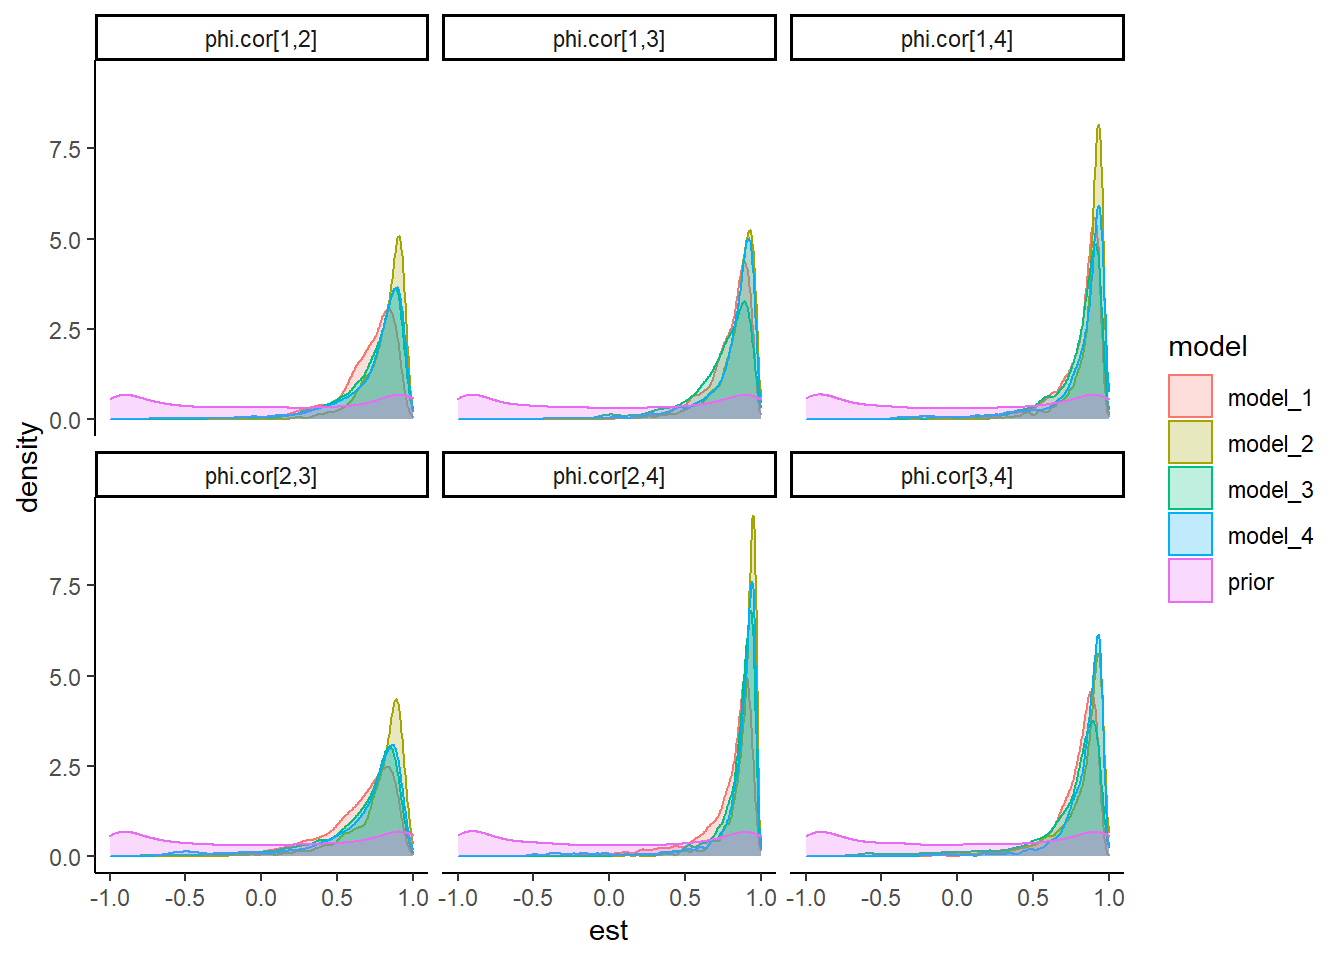 phi.cor[1,2] phi.cor[1,3] phi.cor[1,4]
7.5
5.0
2.5
0.0
phi.cor[2,3] phi.cor[2,4] phi.cor[3,4]
7.5
5.0
2.5
0.0
-1.0 -0.5 0.0 0.5 1.0 -1.0 -0.5 0.0 0.5 1.0 -1.0 -0.5 0.0 0.5 1.0
est
density
model
model_1
model_2
model_3
model_4
prior